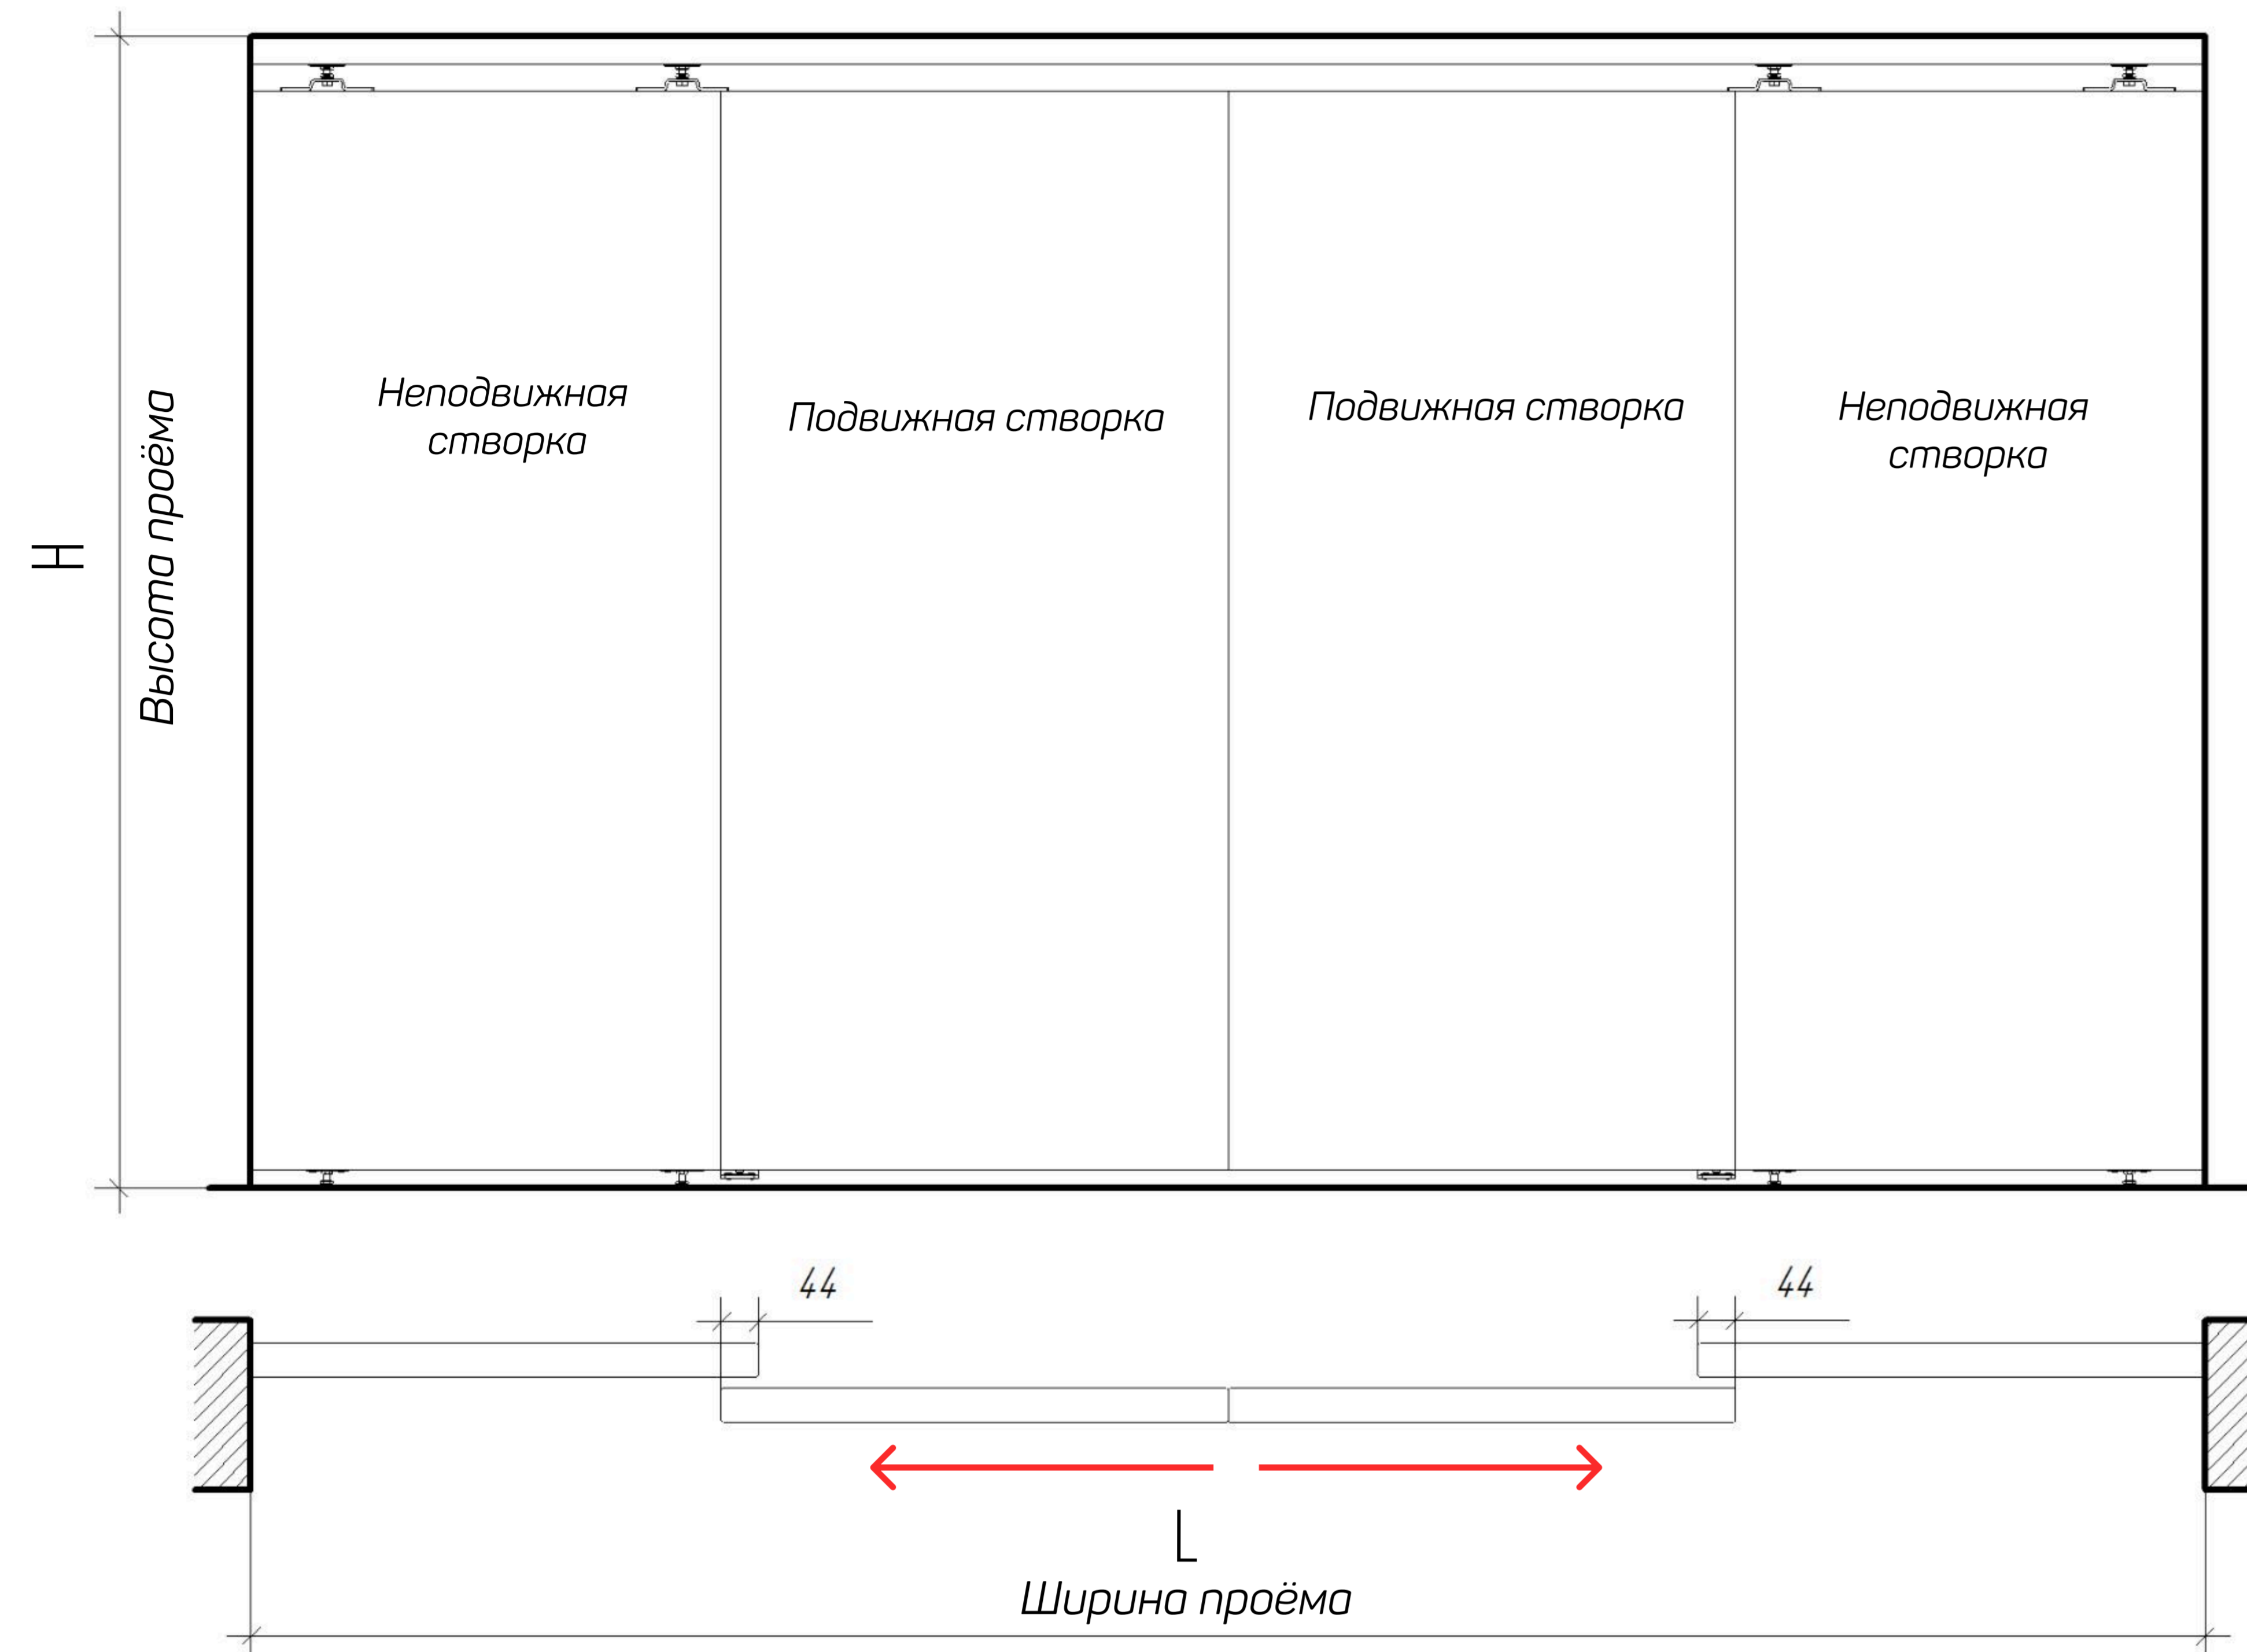 Неподвижная
створка
Подвижная створка
Подвижная створка
Неподвижная
створка
H
Высота проёма
44
44
L
Ширина проёма